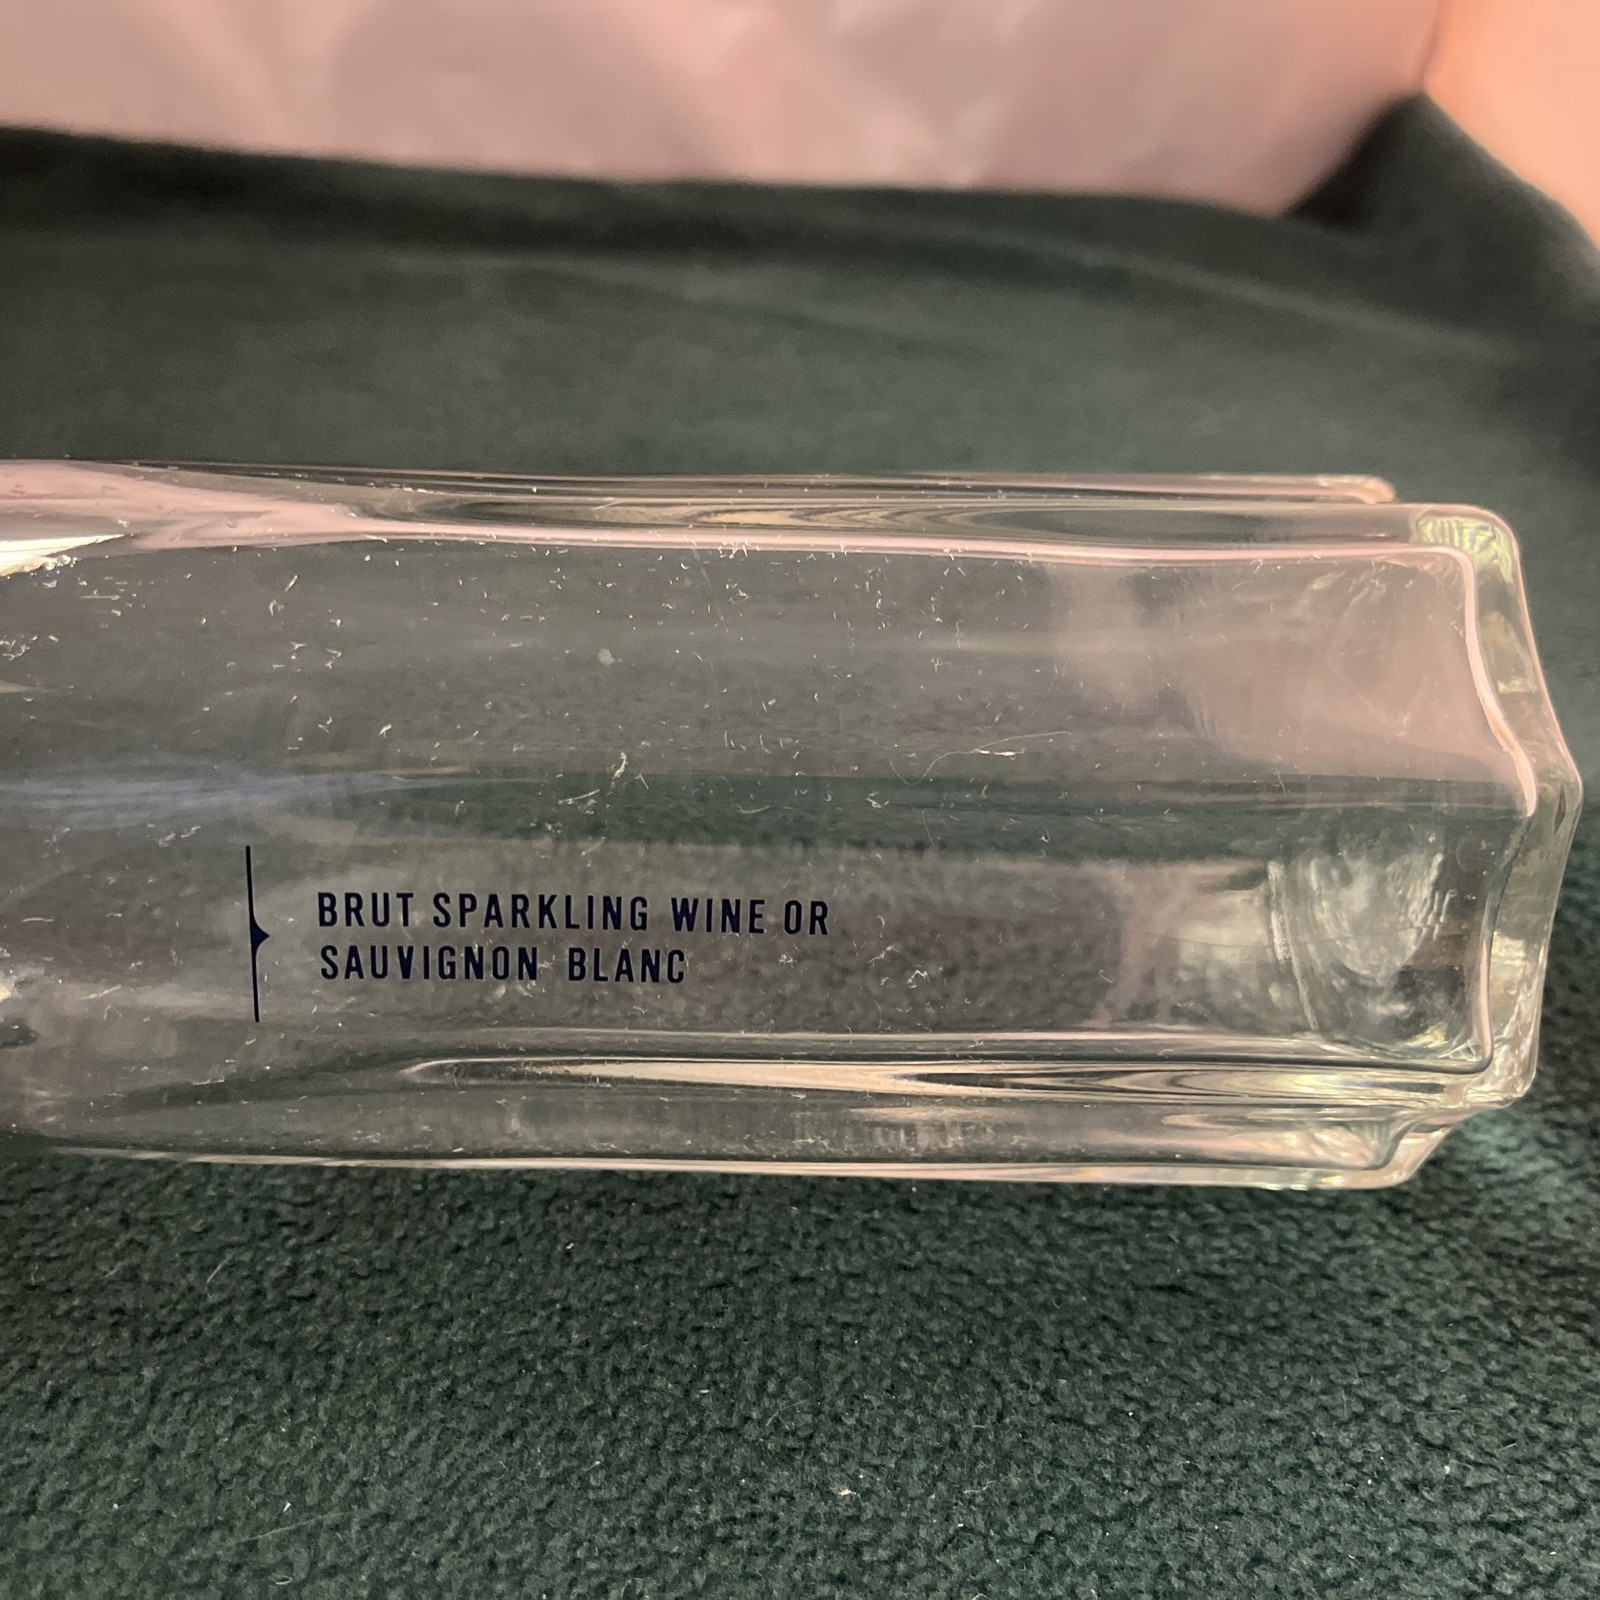 BRUT SPARKLING WINE OR
SAUVIGNON BLANC